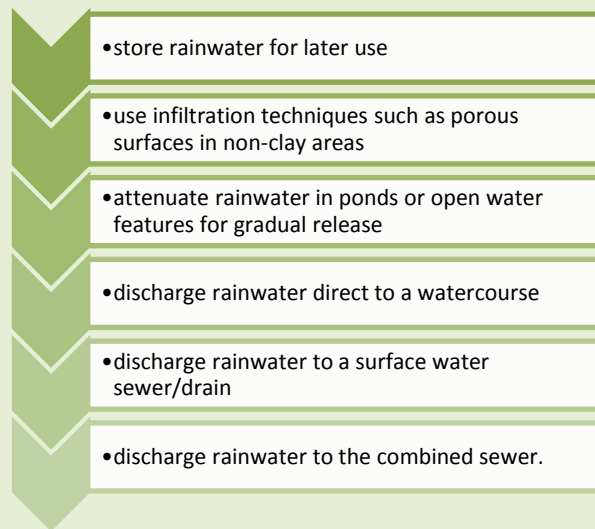 •store rainwater for later use
•use infiltration techniques such as porous
surfaces in non-clay areas
•attenuate rainwater in ponds or open water
features for gradual release
•discharge rainwater direct to a watercourse
•discharge rainwater to a surface water
sewer/drain
•discharge rainwater to the combined sewer.